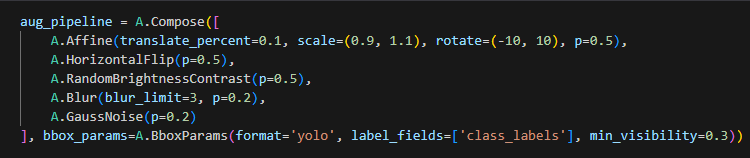 aug_pipeline = A.Compose([
    A.Affine(translate_percent=0.1, scale=(0.9, 1.1), rotate=(-10, 10), p=0.5),
    A.HorizontalFlip(p=0.5),
    A.RandomBrightnessContrast(p=0.5),
    A.Blur(blur_limit=3, p=0.2),
    A.GaussNoise(p=0.2)
], bbox_params=A.BboxParams(format='yolo', label_fields=['class_labels'], min_visibility=0.3))